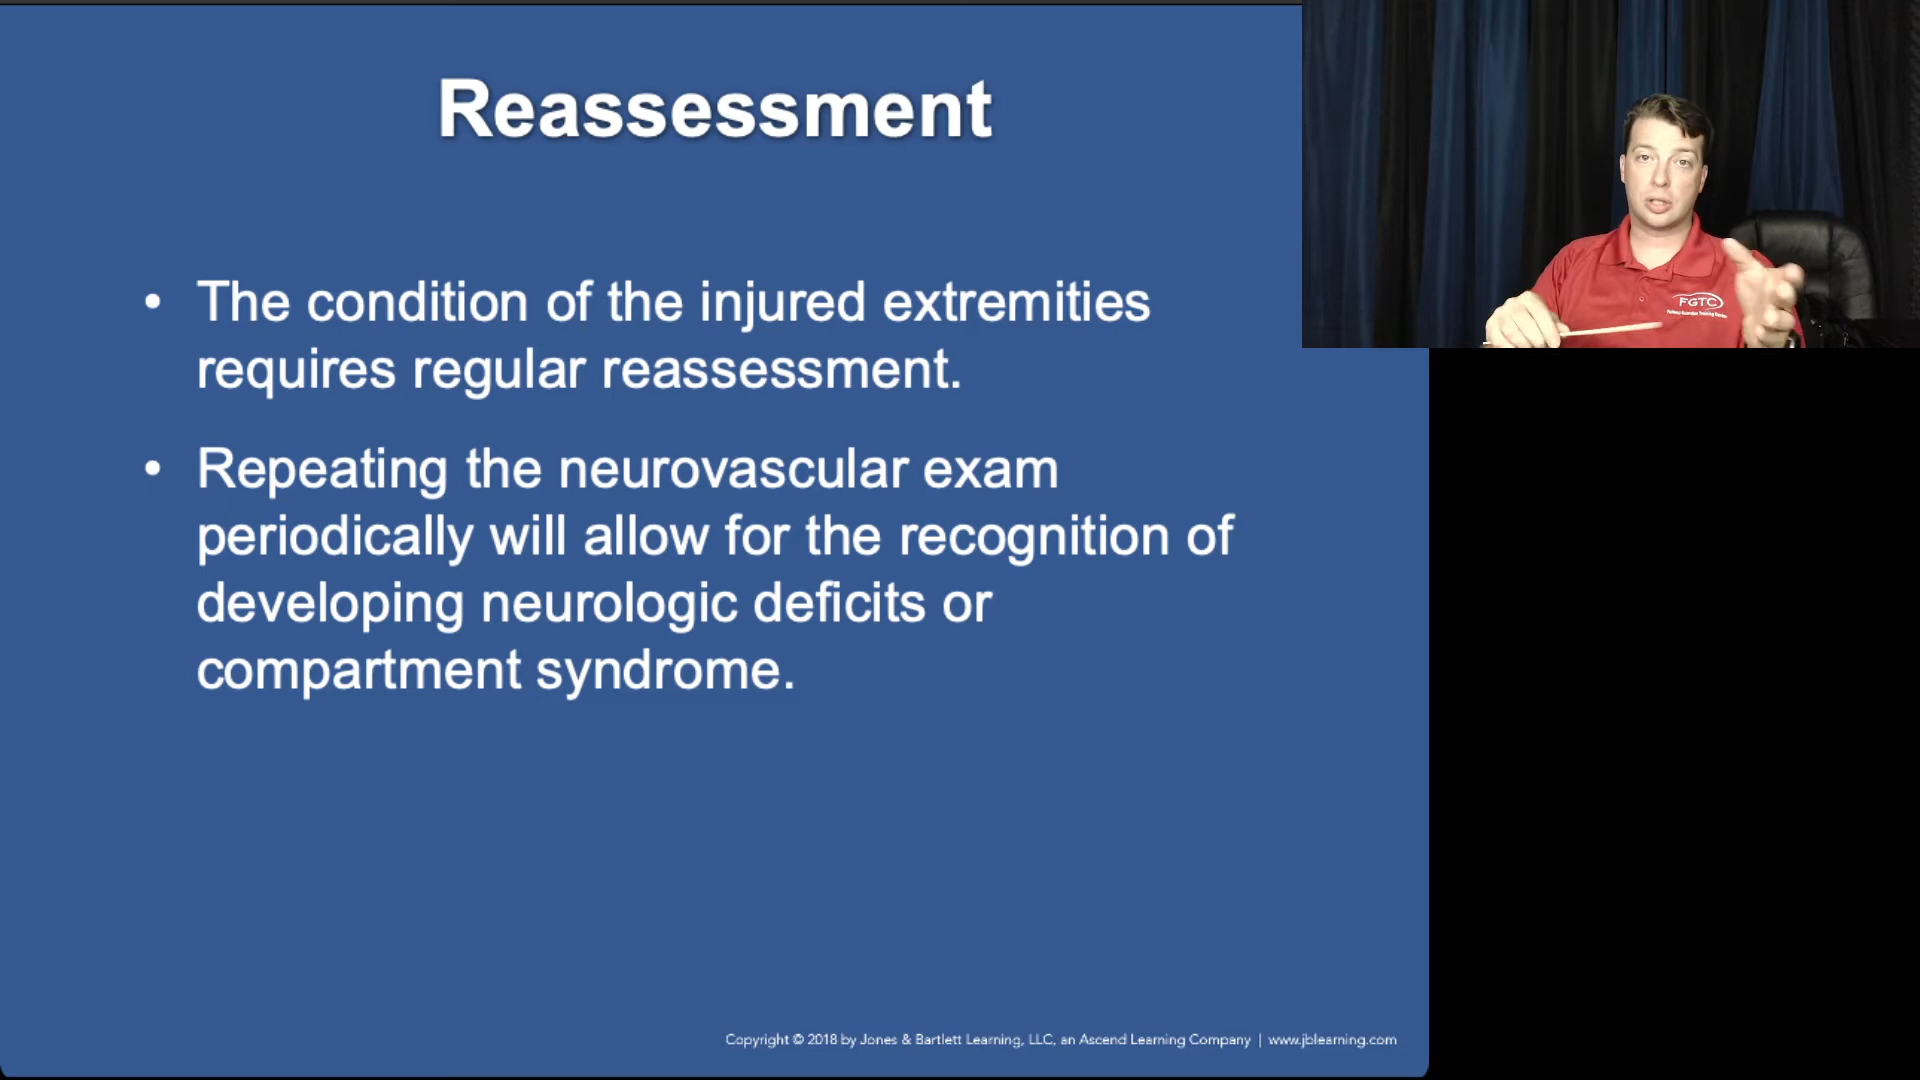 Reassessment
• The condition of the injured extremities
requires regular reassessment.
• Repeating the neurovascular exam
periodically will allow for the recognition of
developing neurologic deficits or
compartment syndrome.
Copyright © 2018 by Jones & Bartlett Learning, LLC, an Ascend Learning Company | www.jblearning.com
FGTC